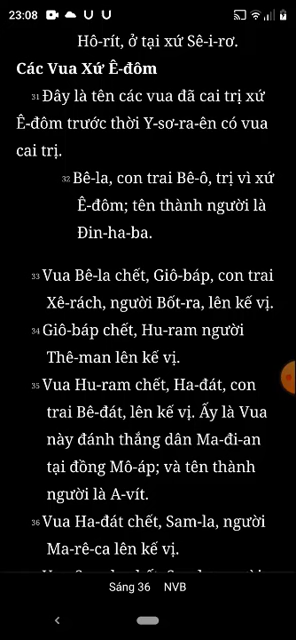 23:08
Hô-rít, ở tại xứ Sê-i-rơ.
Các Vua Xứ Ê-đôm
31 Đây là tên các vua đã cai trị xứ
Ê-đôm trước thời Y-sơ-ra-ên có vua
cai trị.
32 Bê-la, con trai Bê-ô, trị vì xứ
Ê-đôm; tên thành người là
Đin-ha-ba.
33 Vua Bê-la chết, Giô-báp, con trai
Xê-rách, người Bốt-ra, lên kế vị.
34 Giô-báp chết, Hu-ram người
Thê-man lên kế vị.
35 Vua Hu-ram chết, Ha-đát, con
trai Bê-đát, lên kế vị. Ấy là Vua
này đánh thắng dân Ma-đi-an
tại đồng Mô-áp; và tên thành
người là A-vít.
36 Vua Ha-đát chết, Sam-la, người
Ma-rê-ca lên kế vị.
Sáng 36 NVB